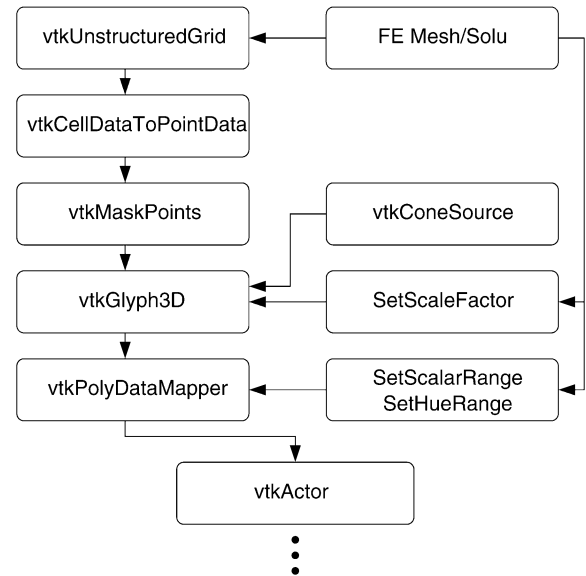 vtkUnstructuredGrid
FE Mesh/Solu
vtkCellDataToPointData
vtkMaskPoints
vtkConeSource
vtkGlyph3D
SetScaleFactor
vtkPolyDataMapper
SetScalarRange
SetHueRange
vtkActor